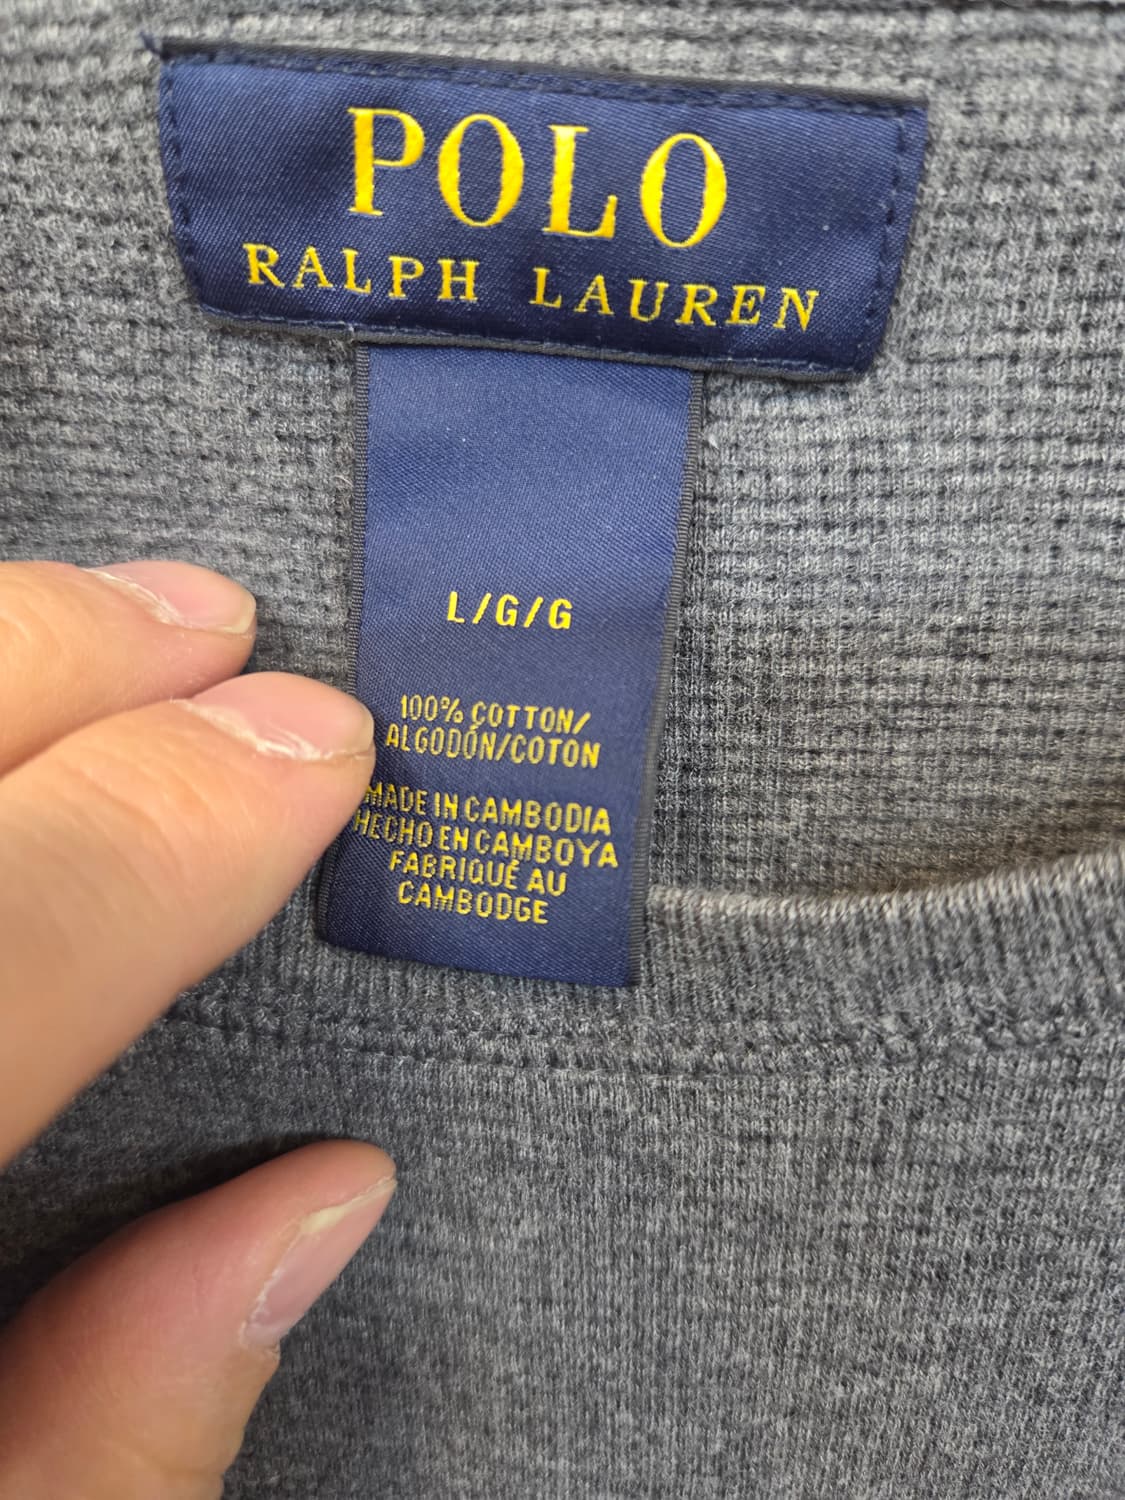 POLO
RALPH LAUREN
L/G/G
100% COTTON/
ALGODÓN/COTON
MADE IN CAMBODIA
HECHO EN CAMBOYA
FABRIQUÉ AU
CAMBODGE